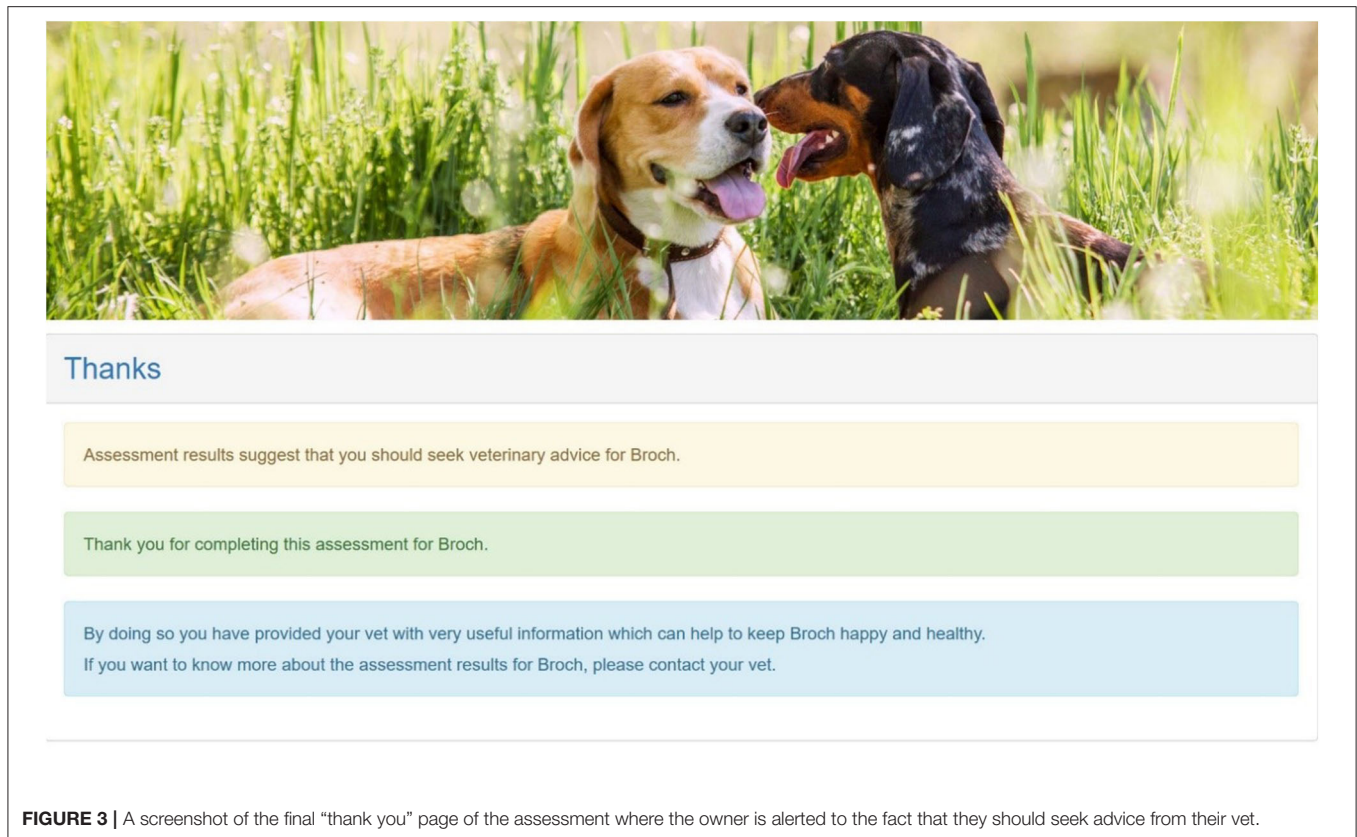 Thanks
Assessment results suggest that you should seek veterinary advice for Broch.
Thank you for completing this assessment for Broch.
By doing so you have provided your vet with very useful information which can help to keep Broch happy and healthy.
If you want to know more about the assessment results for Broch, please contact your vet.
FIGURE 3 | A screenshot of the final “thank you” page of the assessment where the owner is alerted to the fact that they should seek advice from their vet.